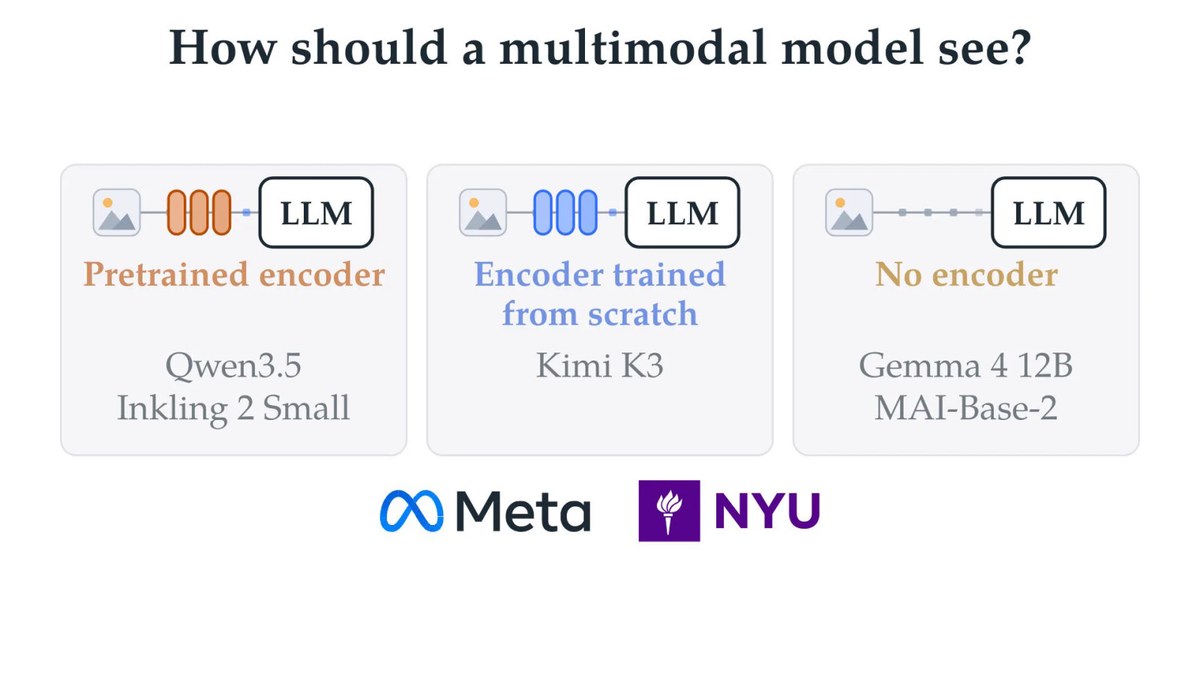 How should a multimodal model see?
LLM
Pretrained encoder
Qwen3.5
Inkling 2 Small
LLM
Encoder trained
from scratch
Kimi K3
LLM
No encoder
Gemma 4 12B
MAI-Base-2
Meta
NYU